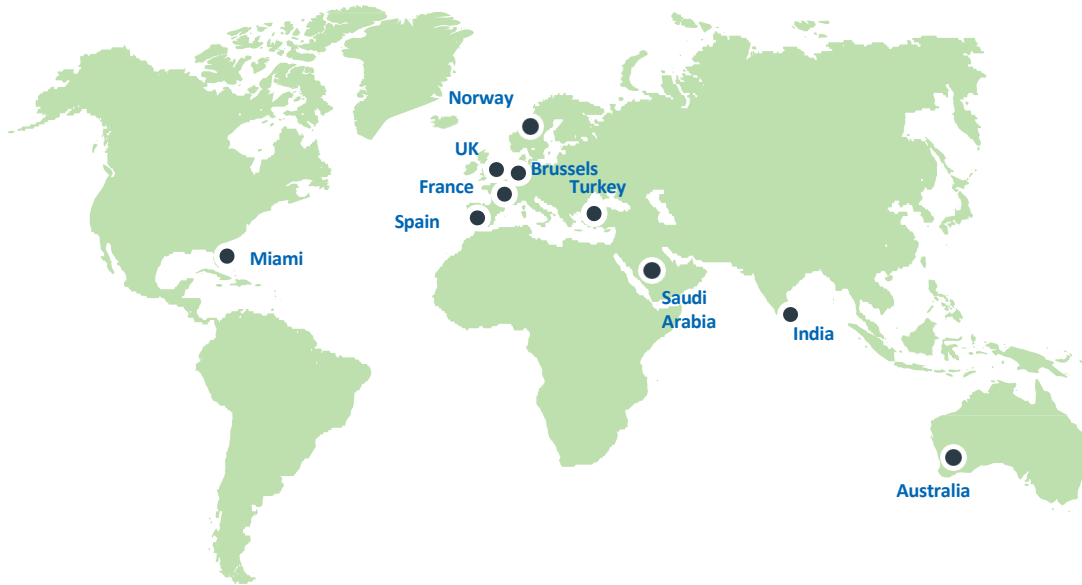 Norway
UK
Brussels
France
Turkey
Spain
Miami
Saudi
Arabia
India
Australia